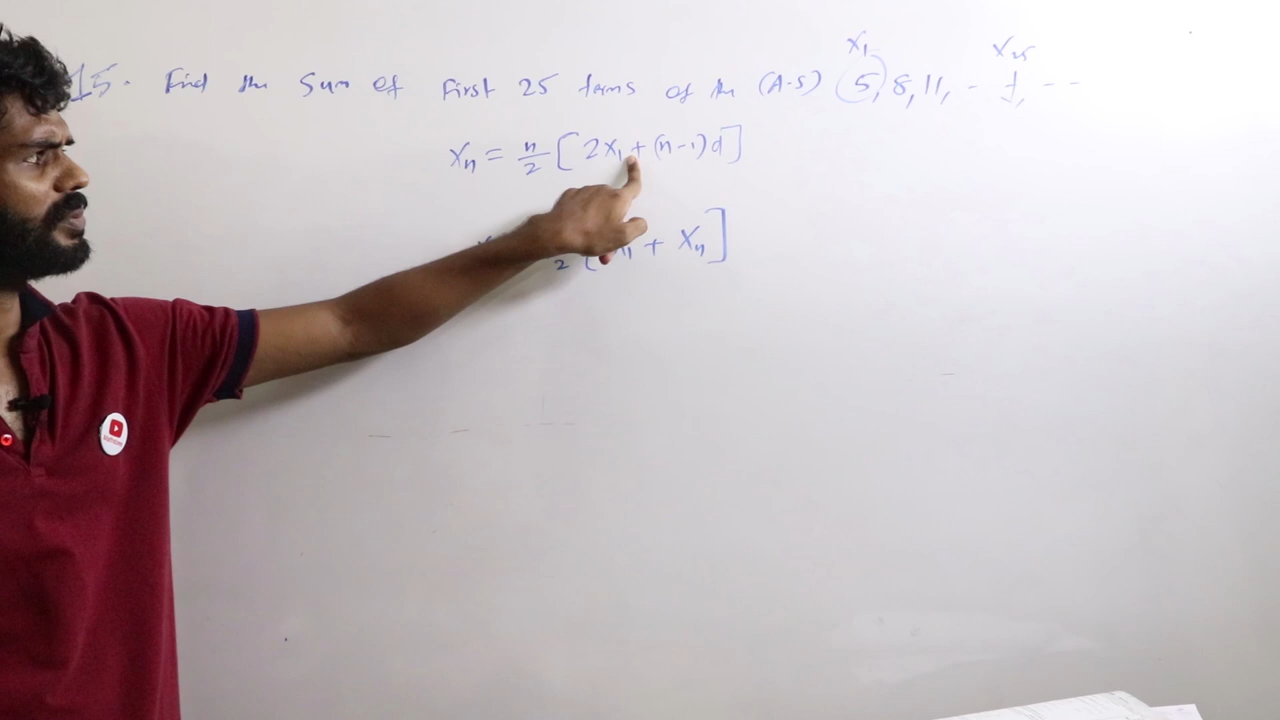 x₁ x₂₅
15. Find the Sum of First 25 terms of the (A-S) 5, 8, 11, - ,--
xₙ = n/2 [2x₁ + (n-1)d]
2 [ x₁ + xₙ]